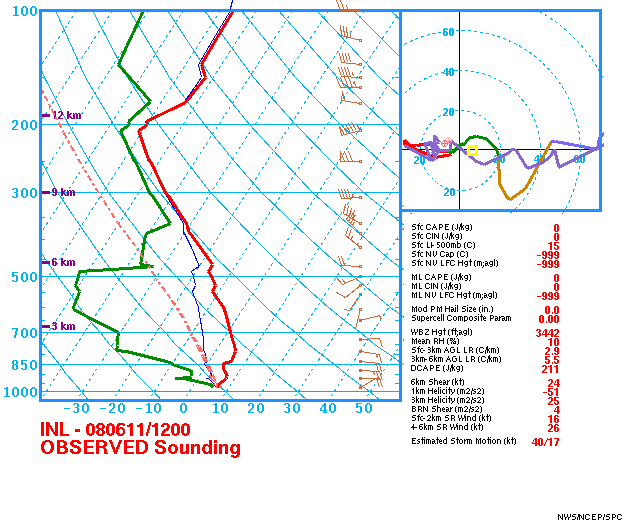 100
200
300
500
700
850
1000
12 km
9 km
6 km
3 km
-30 -20 -10 0 10 20 30 40 50
60
40
20
20
20 60
INL - 080611/1200
OBSERVED Sounding
Sfc CAPE (J/kg) 0
Sfc CIN (J/kg) 0
Sfc LI-500mb (C) 15
Sfc NV Cap (C) -999
Sfc NV LFC Hgt (m;agl) -999
ML CAPE (J/kg) 0
ML CIN (J/kg) 0
ML NV LFC Hgt (m;agl) -999
Mod PM Hail Size (in.) 0.0
Supercell Composite Param 0.00
WBZ Hgt (ft;agl) 3442
Mean RH (%) 10
Sfc-3km AGL LR (C/km) 2.9
3km-6km AGL LR (C/km) 5.5
DCAPE (J/kg) 211
6km Shear (kt) 24
1km Helicity (m2/s2) -51
3km Helicity (m2/s2) 25
BRN Shear (m2/s2) 4
Sfc-2km SR Wind (kt) 16
4-6km SR Wind (kt) 26
Estimated Storm Motion (kt) 40/17
NWS/NCEP/SPC